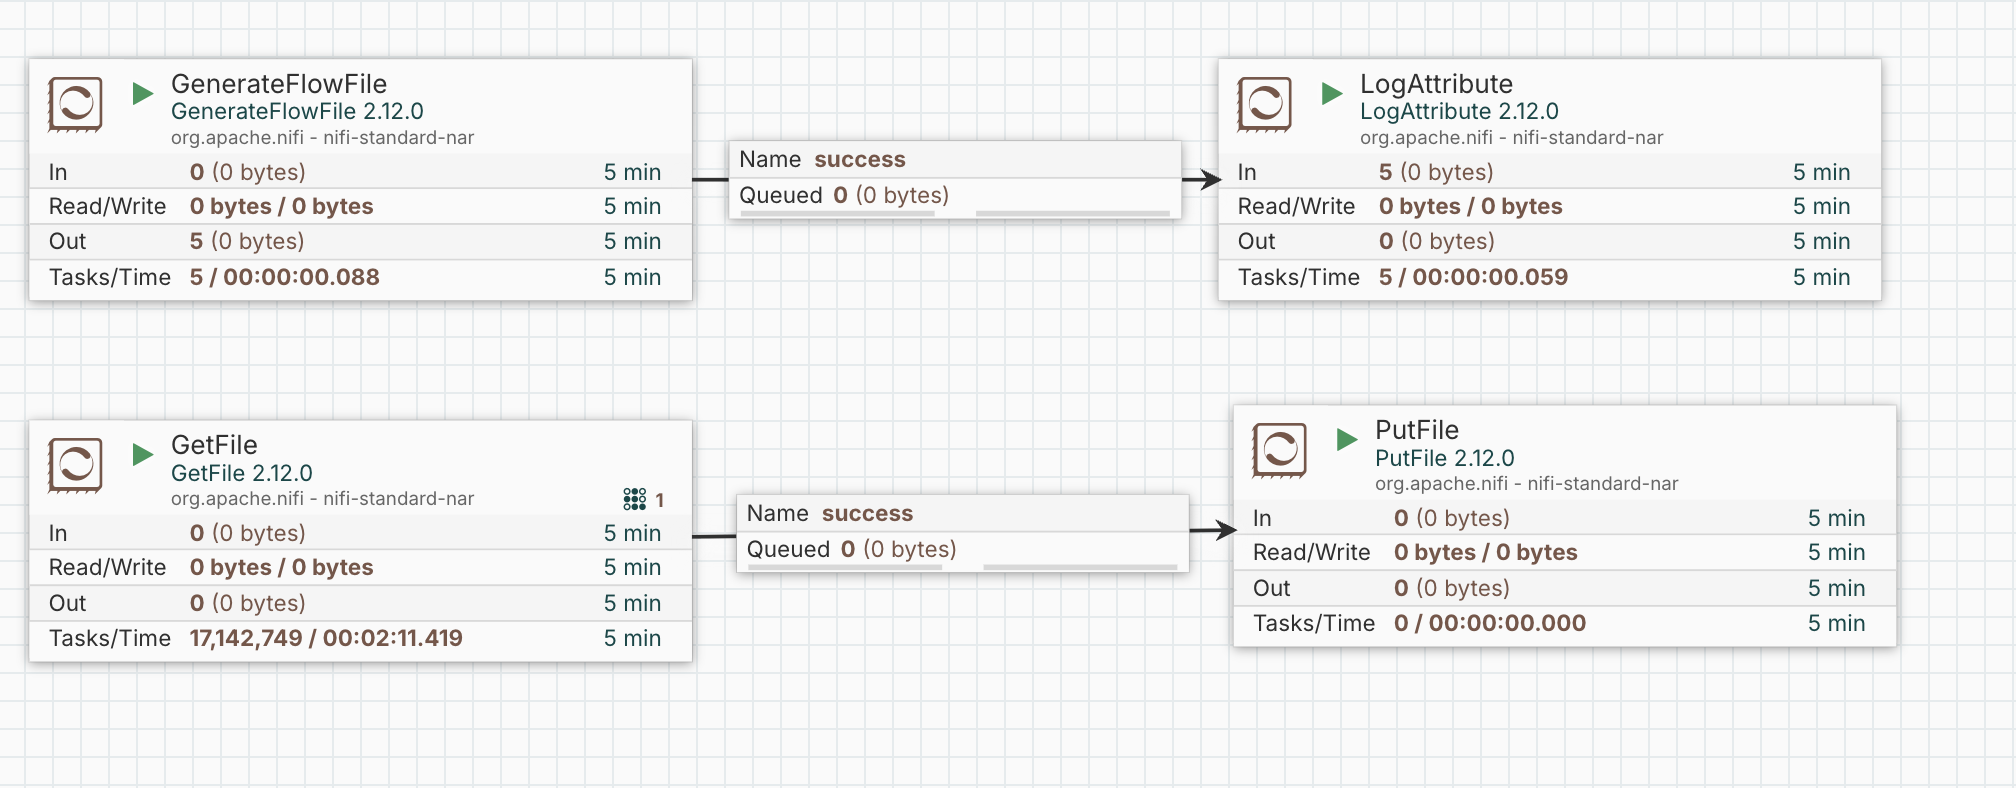 GenerateFlowFile
GenerateFlowFile 2.12.0
org.apache.nifi - nifi-standard-nar
In 0 (0 bytes) 5 min
Read/Write 0 bytes / 0 bytes 5 min
Out 5 (0 bytes) 5 min
Tasks/Time 5 / 00:00:00.088 5 min
Name success
Queued 0 (0 bytes)
LogAttribute
LogAttribute 2.12.0
org.apache.nifi - nifi-standard-nar
In 5 (0 bytes) 5 min
Read/Write 0 bytes / 0 bytes 5 min
Out 0 (0 bytes) 5 min
Tasks/Time 5 / 00:00:00.059 5 min
GetFile
GetFile 2.12.0
org.apache.nifi - nifi-standard-nar
1
In 0 (0 bytes) 5 min
Read/Write 0 bytes / 0 bytes 5 min
Out 0 (0 bytes) 5 min
Tasks/Time 17,142,749 / 00:02:11.419 5 min
Name success
Queued 0 (0 bytes)
PutFile
PutFile 2.12.0
org.apache.nifi - nifi-standard-nar
In 0 (0 bytes) 5 min
Read/Write 0 bytes / 0 bytes 5 min
Out 0 (0 bytes) 5 min
Tasks/Time 0 / 00:00:00.000 5 min